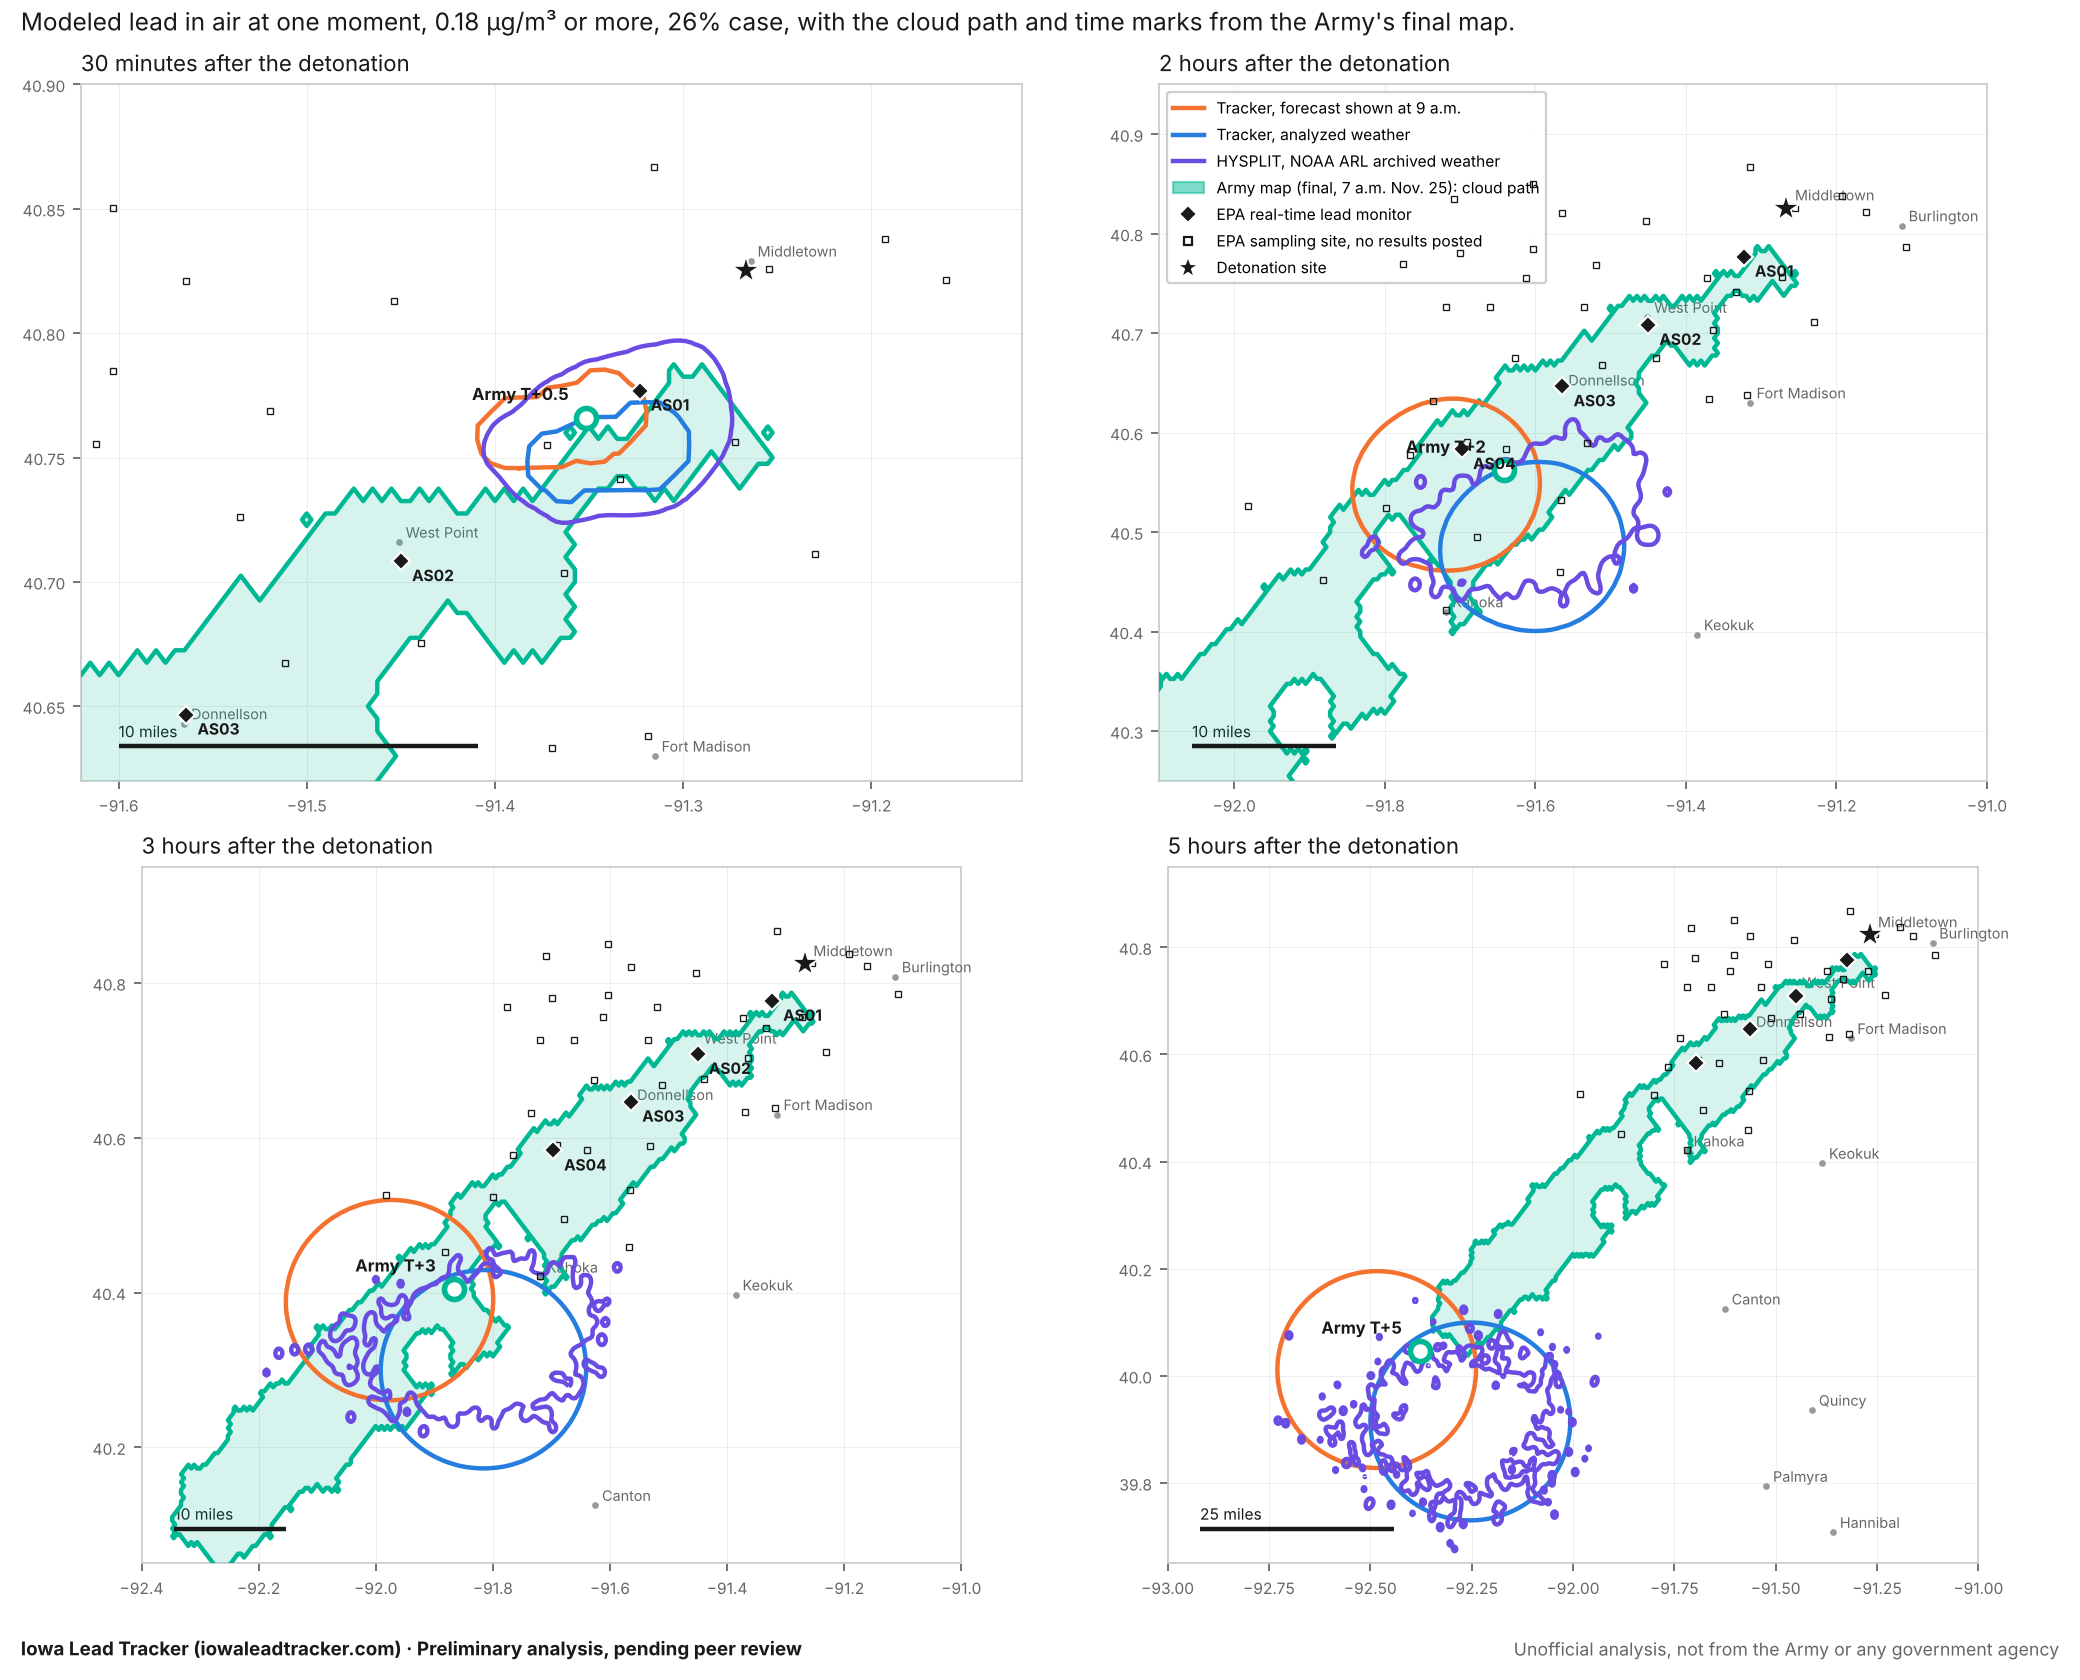 Modeled lead in air at one moment, 0.18 µg/m³ or more, 26% case, with the cloud path and time marks from the Army's final map.
30 minutes after the detonation
40.90
40.85
40.80
40.75
40.70
40.65
Middletown
Army T+0.5
AS01
West Point
AS02
Donnellson
AS03
10 miles
Fort Madison
−91.6
−91.5
−91.4
−91.3
−91.2
2 hours after the detonation
Tracker, forecast shown at 9 a.m.
Tracker, analyzed weather
HYSPLIT, NOAA ARL archived weather
Army map (final, 7 a.m. Nov. 25): cloud path
EPA real-time lead monitor
EPA sampling site, no results posted
Detonation site
40.9
40.8
40.7
40.6
40.5
40.4
40.3
Middletown
Burlington
AS01
West Point
AS02
Donnellson
AS03
Fort Madison
Army T+2
AS04
Kahoka
Keokuk
10 miles
−92.0
−91.8
−91.6
−91.4
−91.2
−91.0
3 hours after the detonation
40.8
40.6
40.4
40.2
Middletown
Burlington
AS01
West Point
AS02
Donnellson
AS03
Fort Madison
AS04
Army T+3
Kahoka
Keokuk
Canton
10 miles
−92.4
−92.2
−92.0
−91.8
−91.6
−91.4
−91.2
−91.0
5 hours after the detonation
40.8
40.6
40.4
40.2
40.0
39.8
Middletown
Burlington
West Point
Donnellson
Fort Madison
Kahoka
Keokuk
Canton
Army T+5
Quincy
Palmyra
25 miles
Hannibal
−93.00
−92.75
−92.50
−92.25
−92.00
−91.75
−91.50
−91.25
−91.00
Iowa Lead Tracker (iowaleadtracker.com) · Preliminary analysis, pending peer review
Unofficial analysis, not from the Army or any government agency